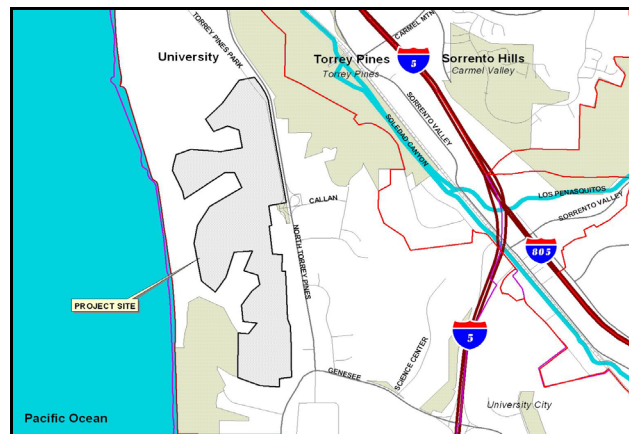 TORREY PINES PARK
CARMEL MTN
University
Torrey Pines
Torrey Pines
5
Sorrento Hills
Carmel Valley
SORRENTO VALLEY
SOLEDAD CANYON
LOS PENASQUITOS
SORRENTO VALLEY
CALLAN
NORTH TORREY PINES
805
PROJECT SITE
5
GENESEE
SCIENCE CENTER
University City
Pacific Ocean